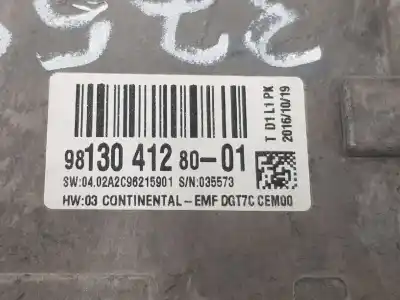 98130 412 80-01
SW:04.02A2C96215901 S/N:035573
HW:03 CONTINENTAL-EMF DGT7C CEM00
T D1 L1 PK
2016/10/19